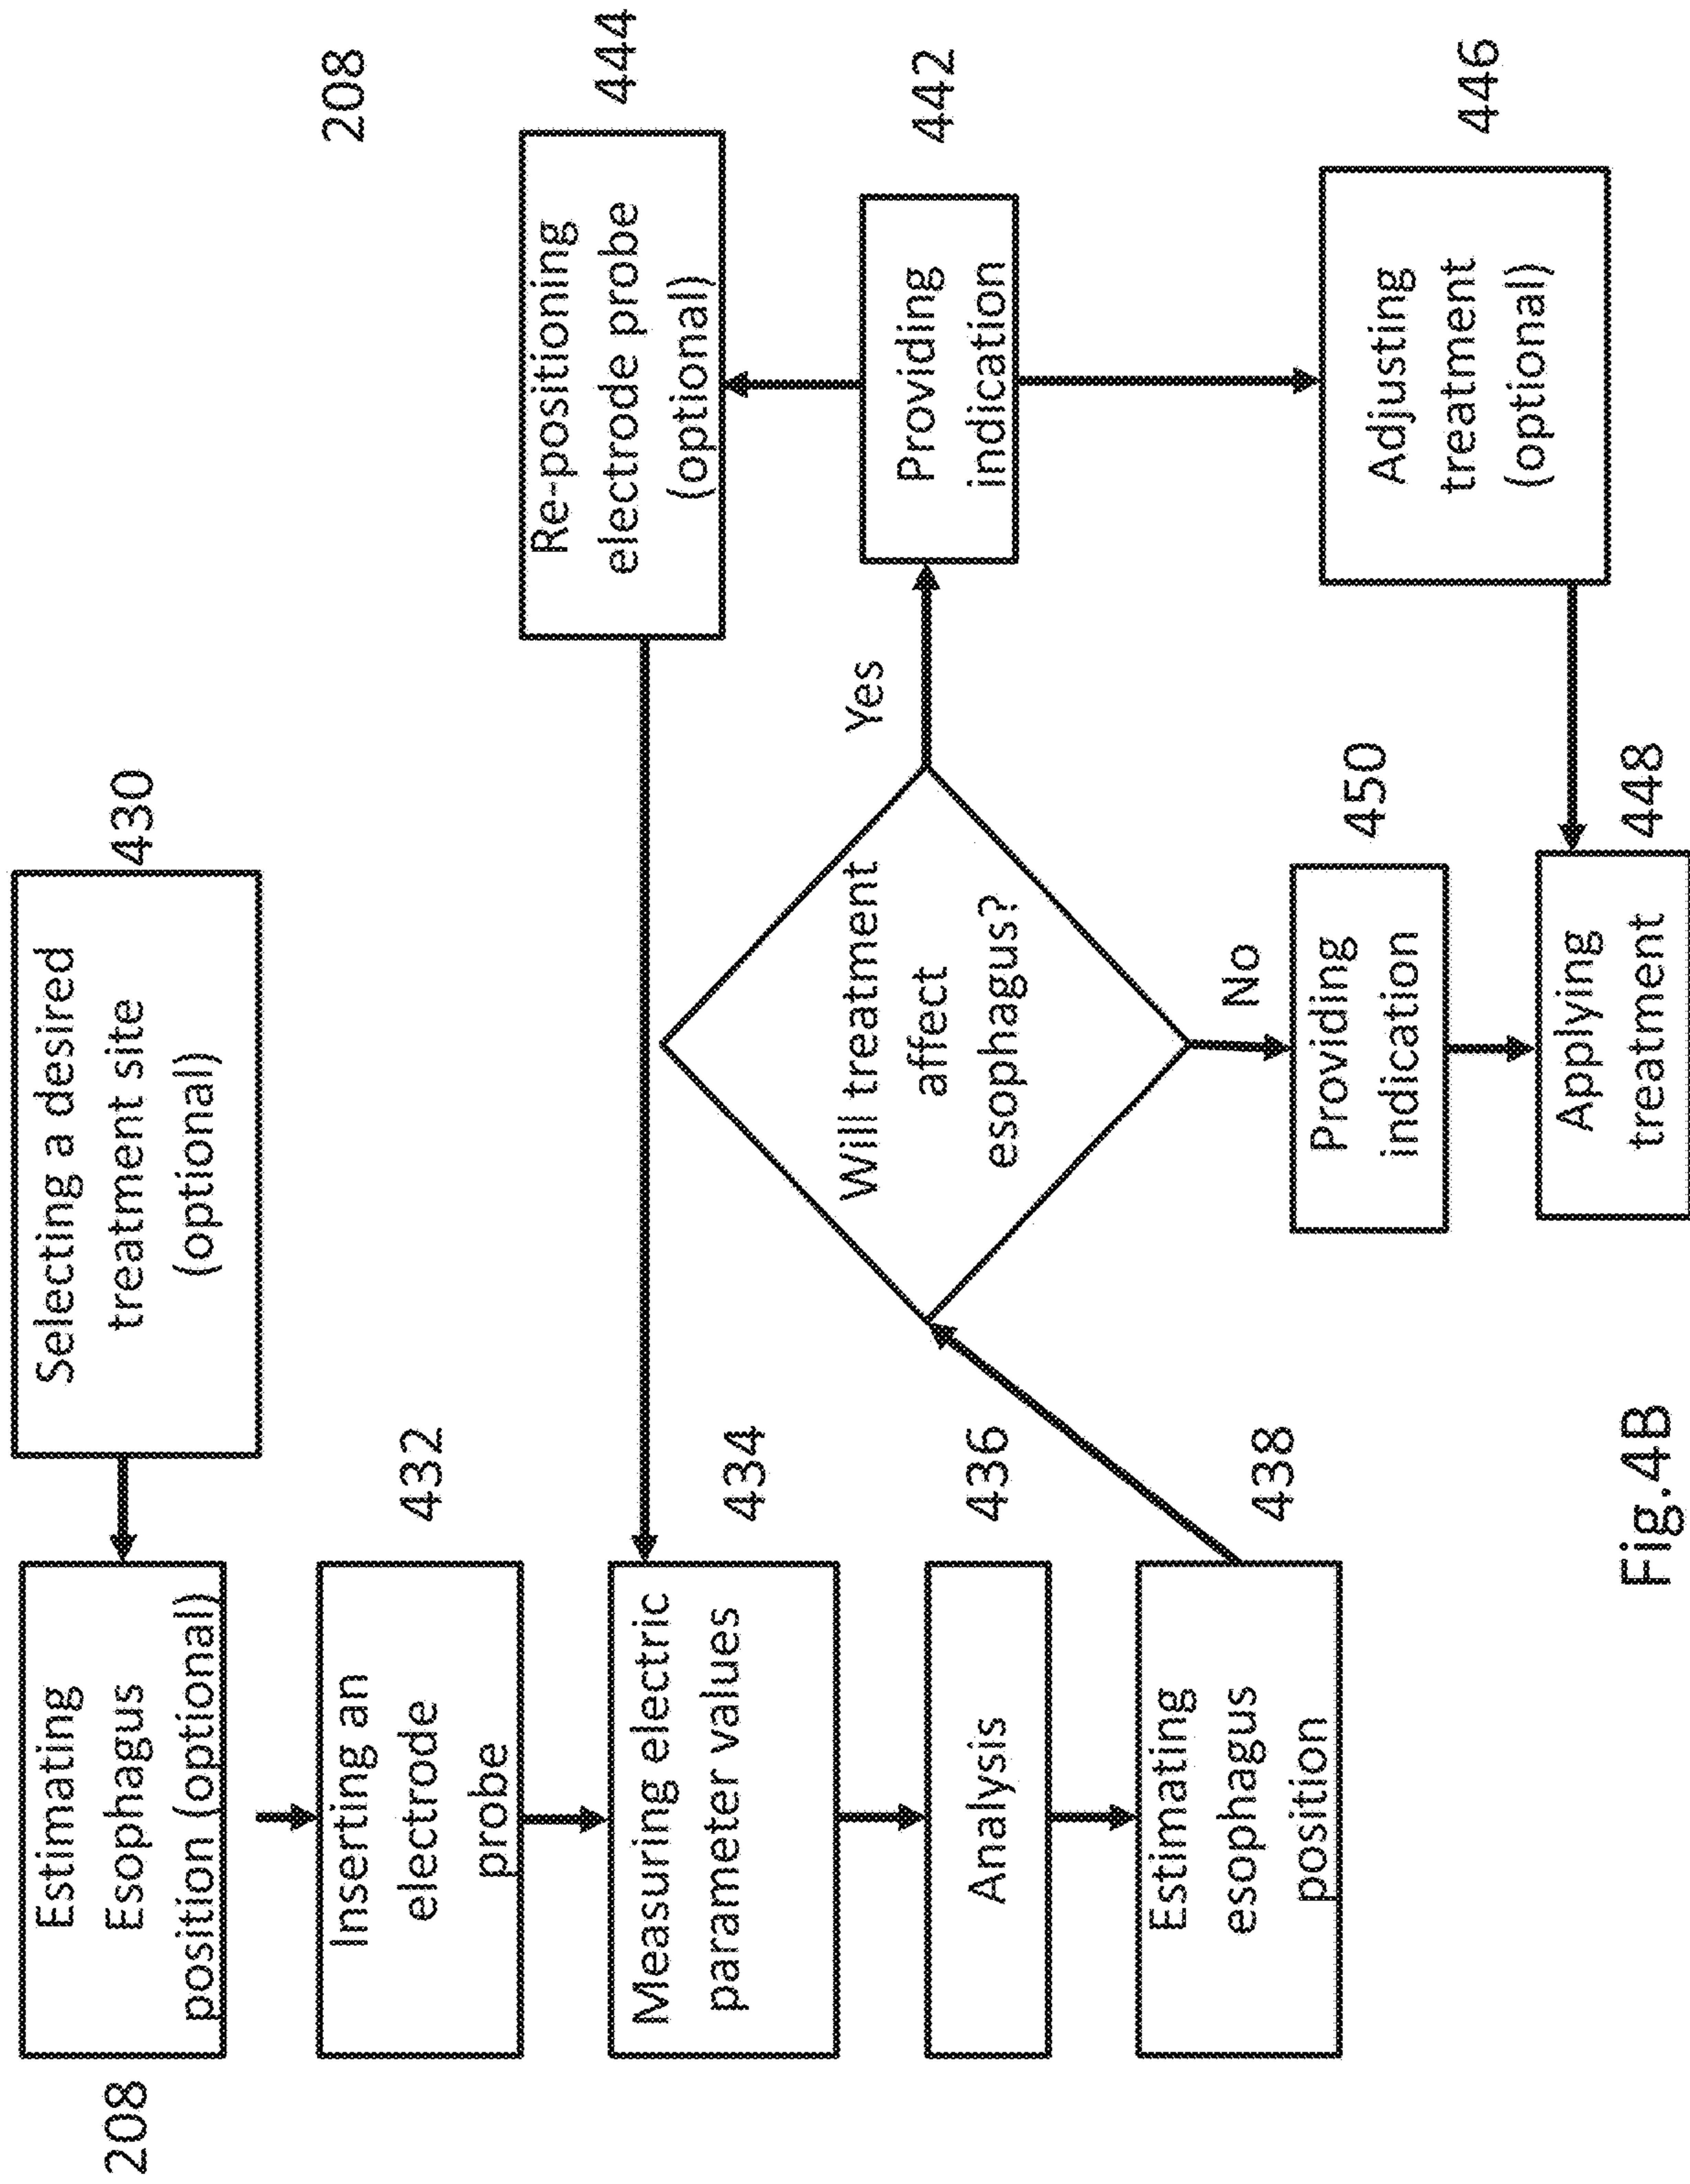 Selecting a desired
treatment site
(optional)
430
208
Estimating
Esophagus
position (optional)
208
Inserting an
electrode
probe
432
Measuring electric
parameter values
434
Analysis
436
Estimating
esophagus
position
438
Will treatment
affect
esophagus?
Yes
No
Re-positioning
electrode probe
(optional)
444
Providing
indication
442
Adjusting
treatment
(optional)
446
Providing
indication
450
Applying
treatment
448
Fig.4B